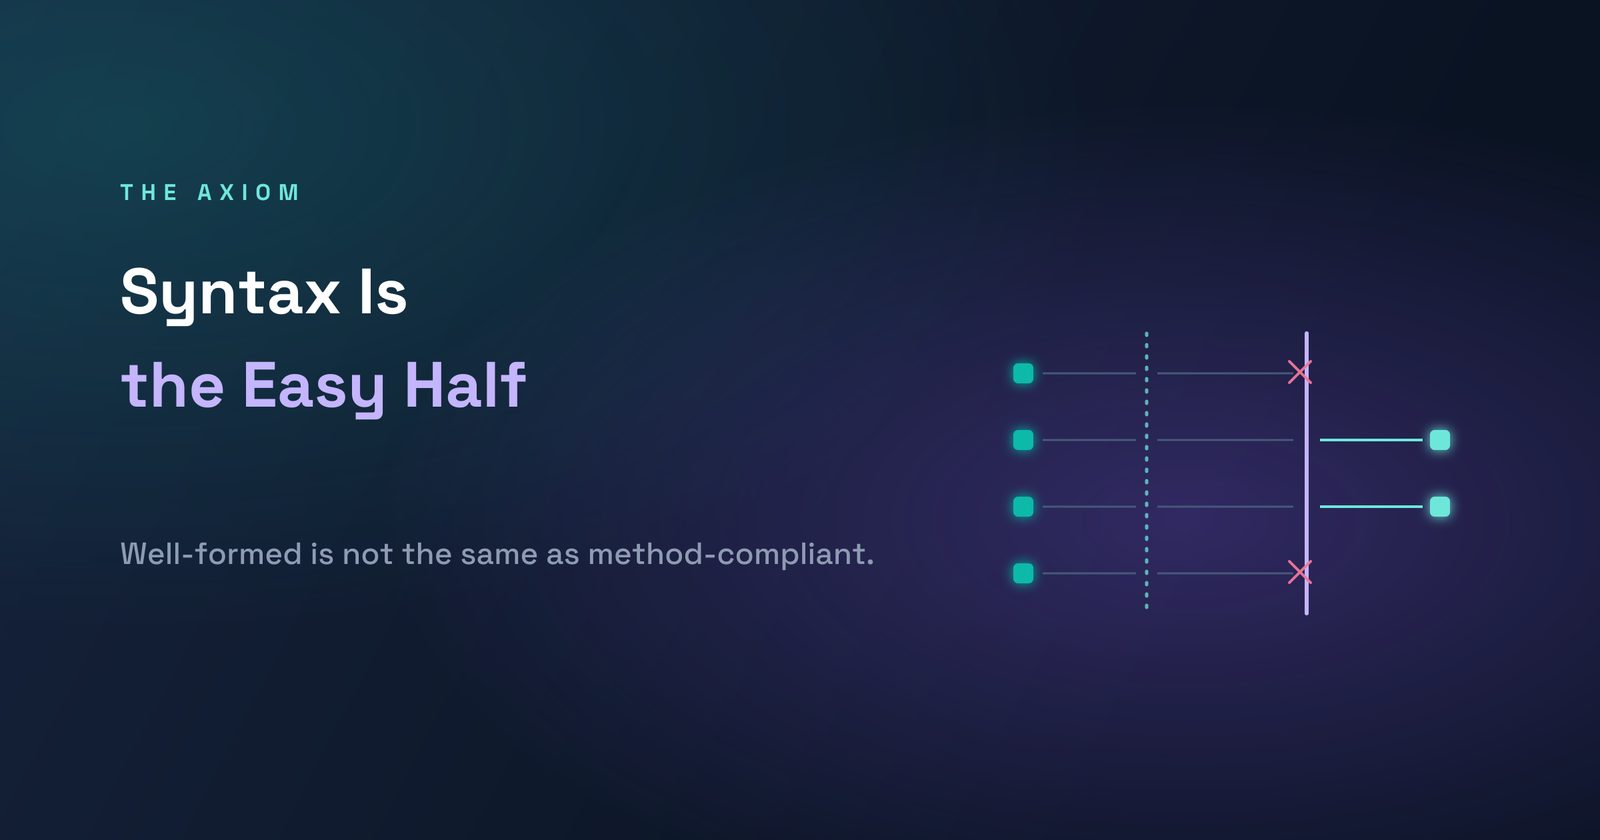 THE AXIOM
Syntax Is
the Easy Half
Well-formed is not the same as method-compliant.